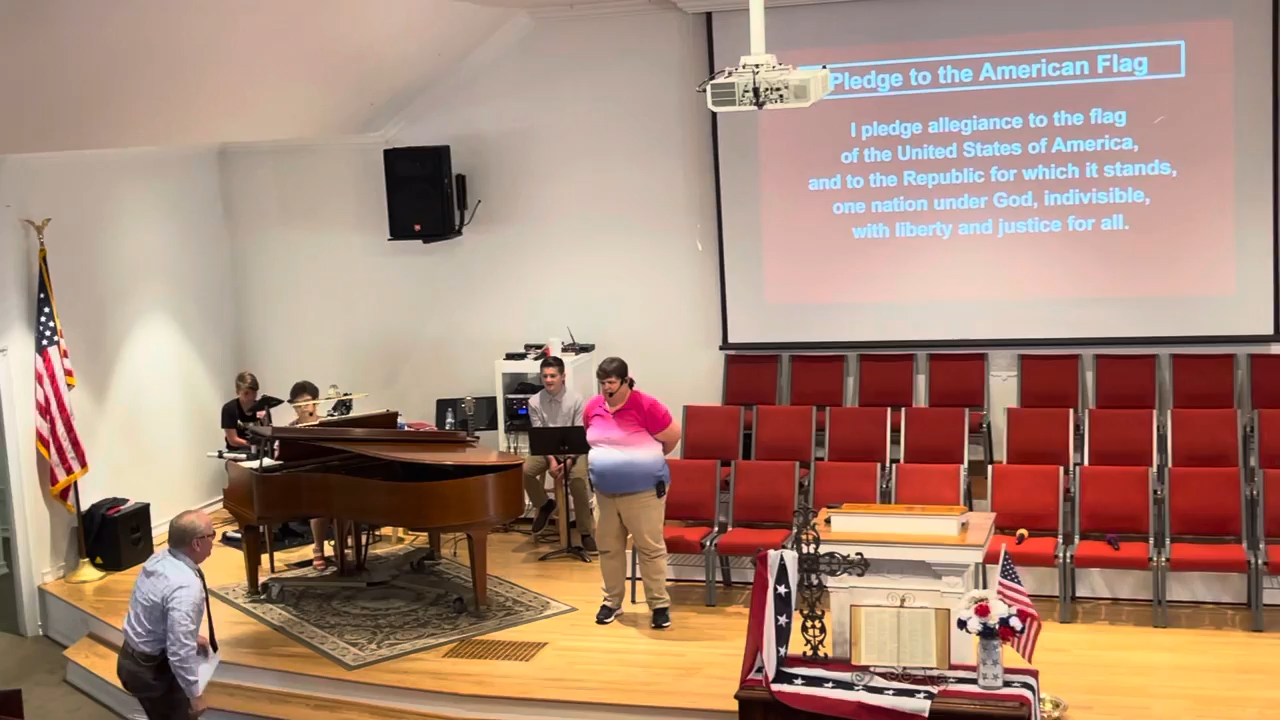 Pledge to the American Flag
I pledge allegiance to the flag
of the United States of America,
and to the Republic for which it stands,
one nation under God, indivisible,
with liberty and justice for all.